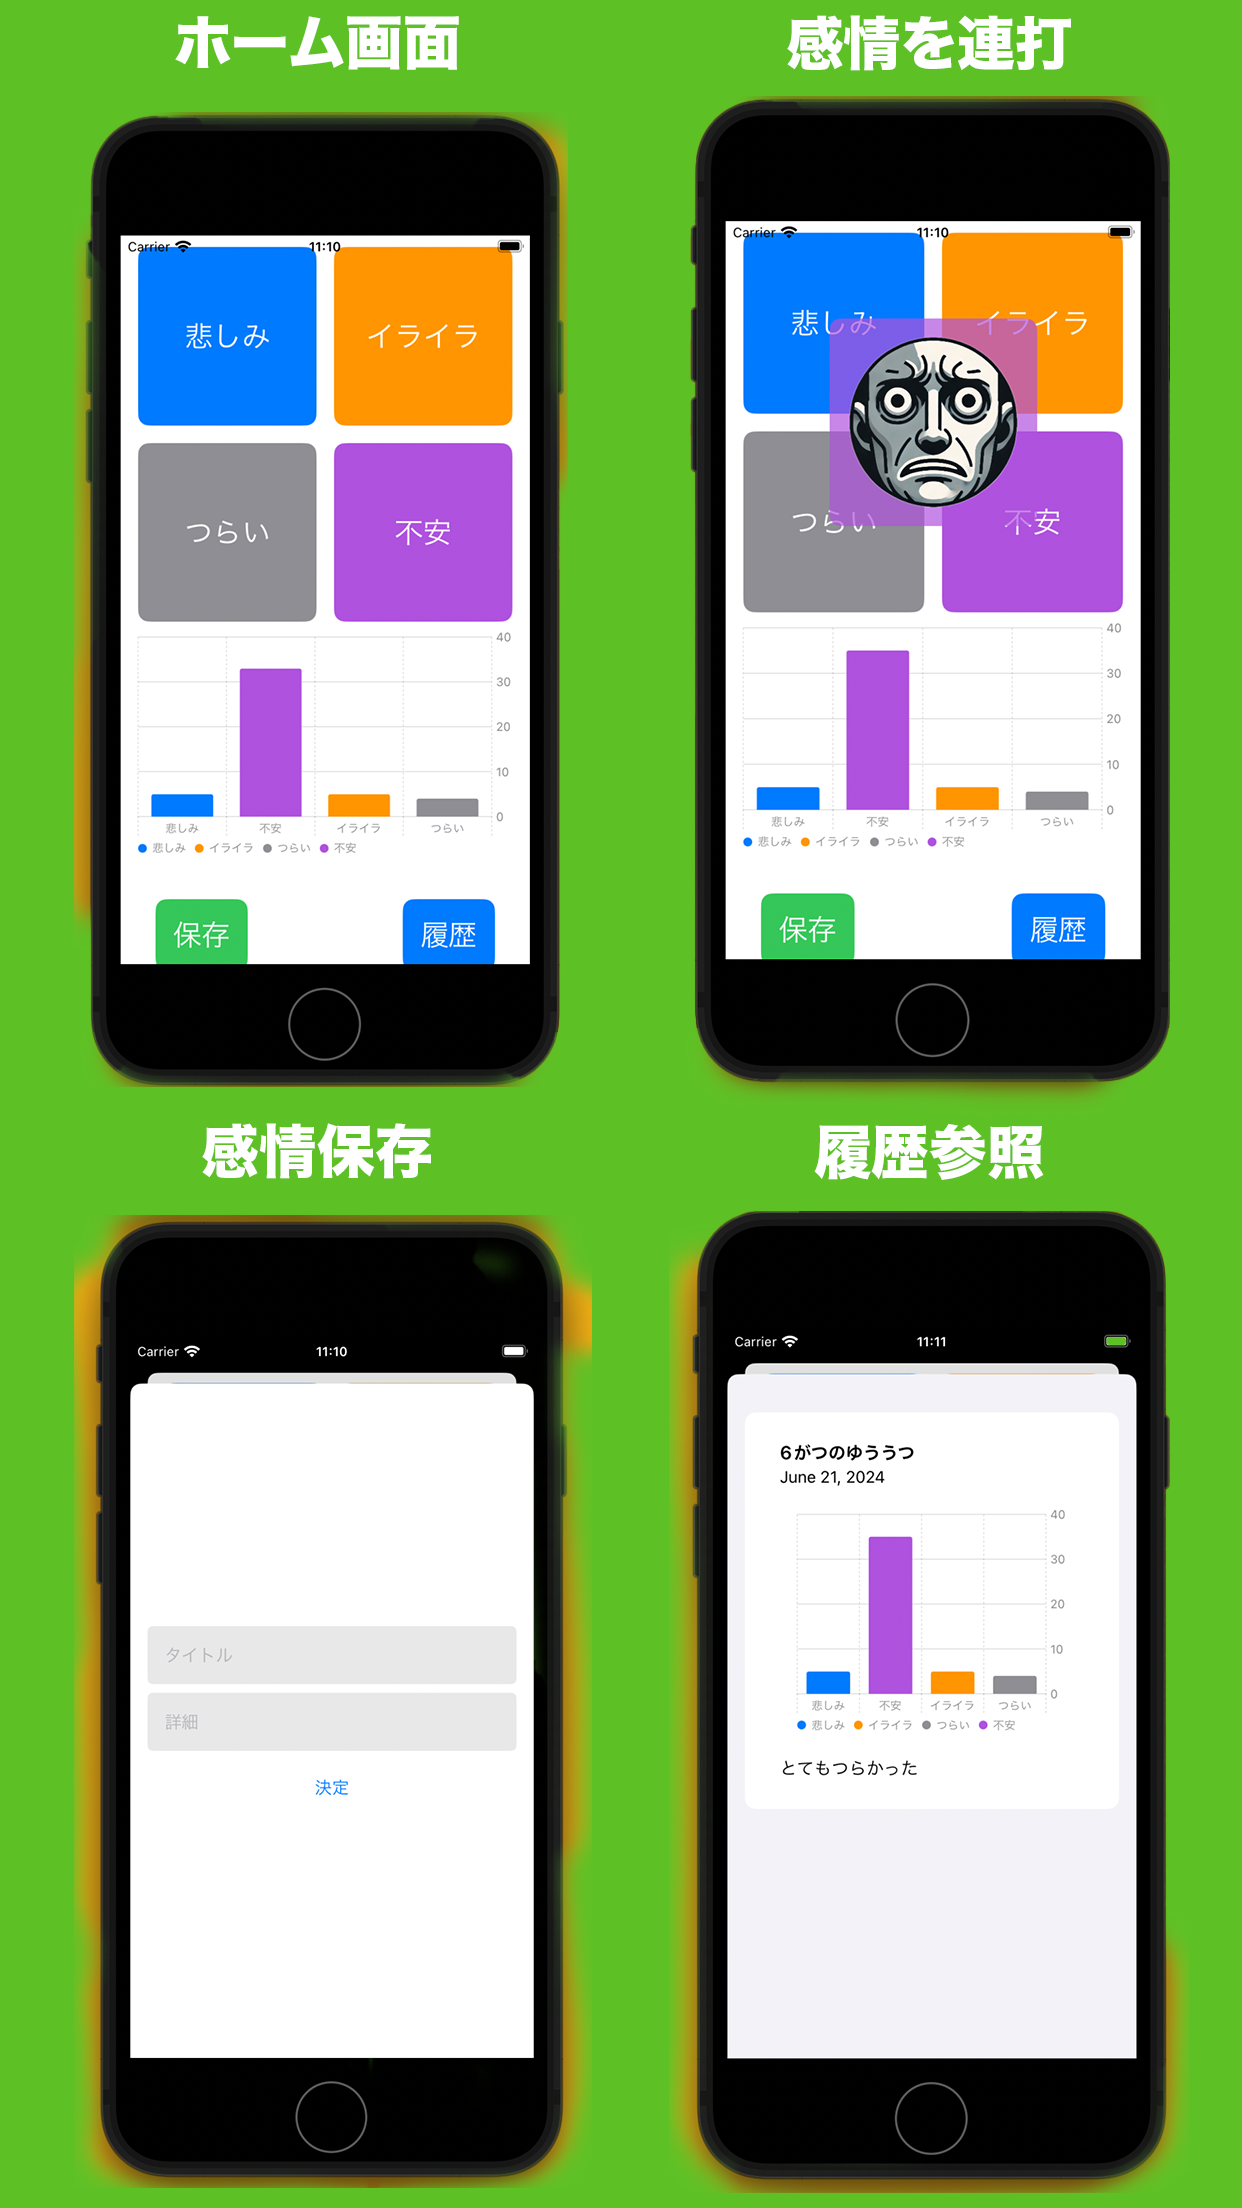 ホーム画面
感情を連打
Carrier 11:10
悲しみ イライラ
つらい 不安
40
30
20
10
0
悲しみ 不安 イライラ つらい
悲しみ イライラ つらい 不安
保存 履歴
Carrier 11:10
悲しみ イライラ
つらい 不安
40
30
20
10
0
悲しみ 不安 イライラ つらい
悲しみ イライラ つらい 不安
保存 履歴
感情保存
履歴参照
Carrier 11:10
タイトル
詳細
決定
Carrier 11:11
6がつのゆううつ
June 21, 2024
40
30
20
10
0
悲しみ 不安 イライラ つらい
悲しみ イライラ つらい 不安
とてもつらかった